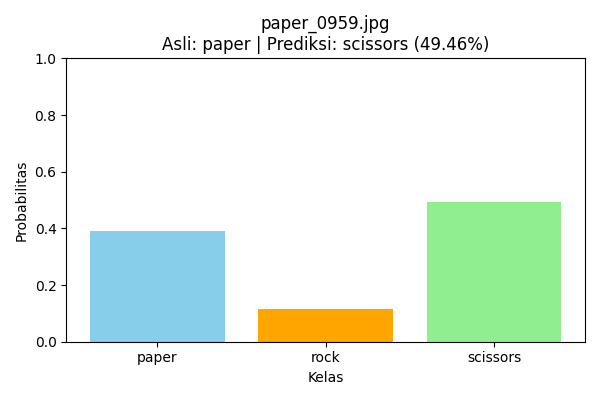 paper_0959.jpg
Asli: paper | Prediksi: scissors (49.46%)
1.0
0.8
0.6
0.4
0.2
0.0
Probabilitas
paper rock scissors
Kelas